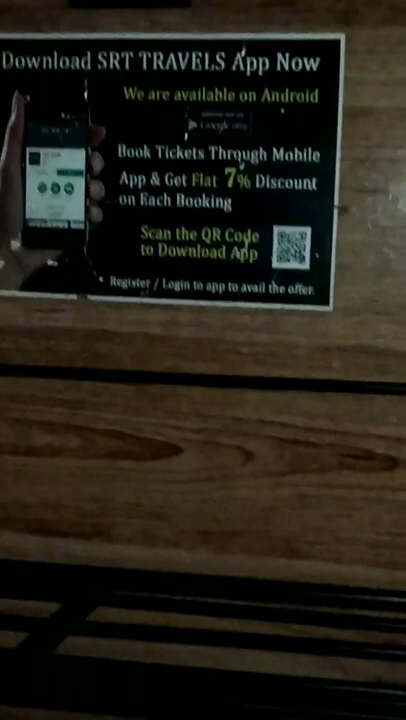 Download SRT TRAVELS App Now
We are available on Android
Google
Book Tickets Through Mobile
App & Get Flat 7% Discount
on Each Booking
Scan the QR Code
to Download App
* Register / Login to app to avail the offer.